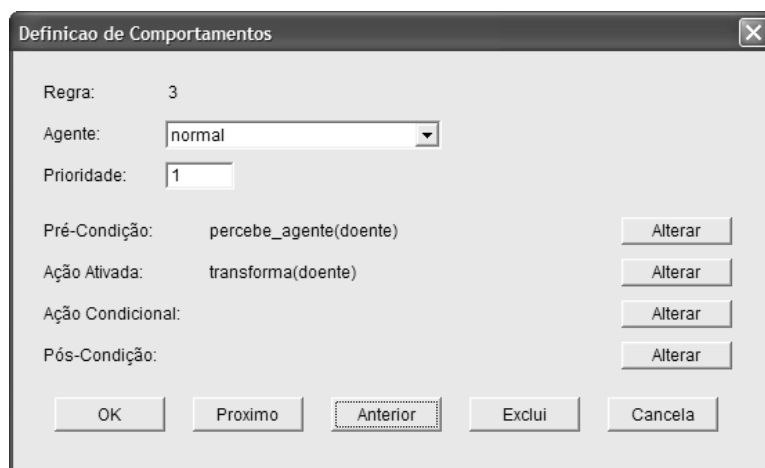 Definicao de Comportamentos
Regra: 3
Agente: normal
Prioridade: 1
Pré-Condição: percebe_agente(doente) Alterar
Ação Ativada: transforma(doente) Alterar
Ação Condicional: Alterar
Pós-Condição: Alterar
OK Proximo Anterior Exclui Cancela